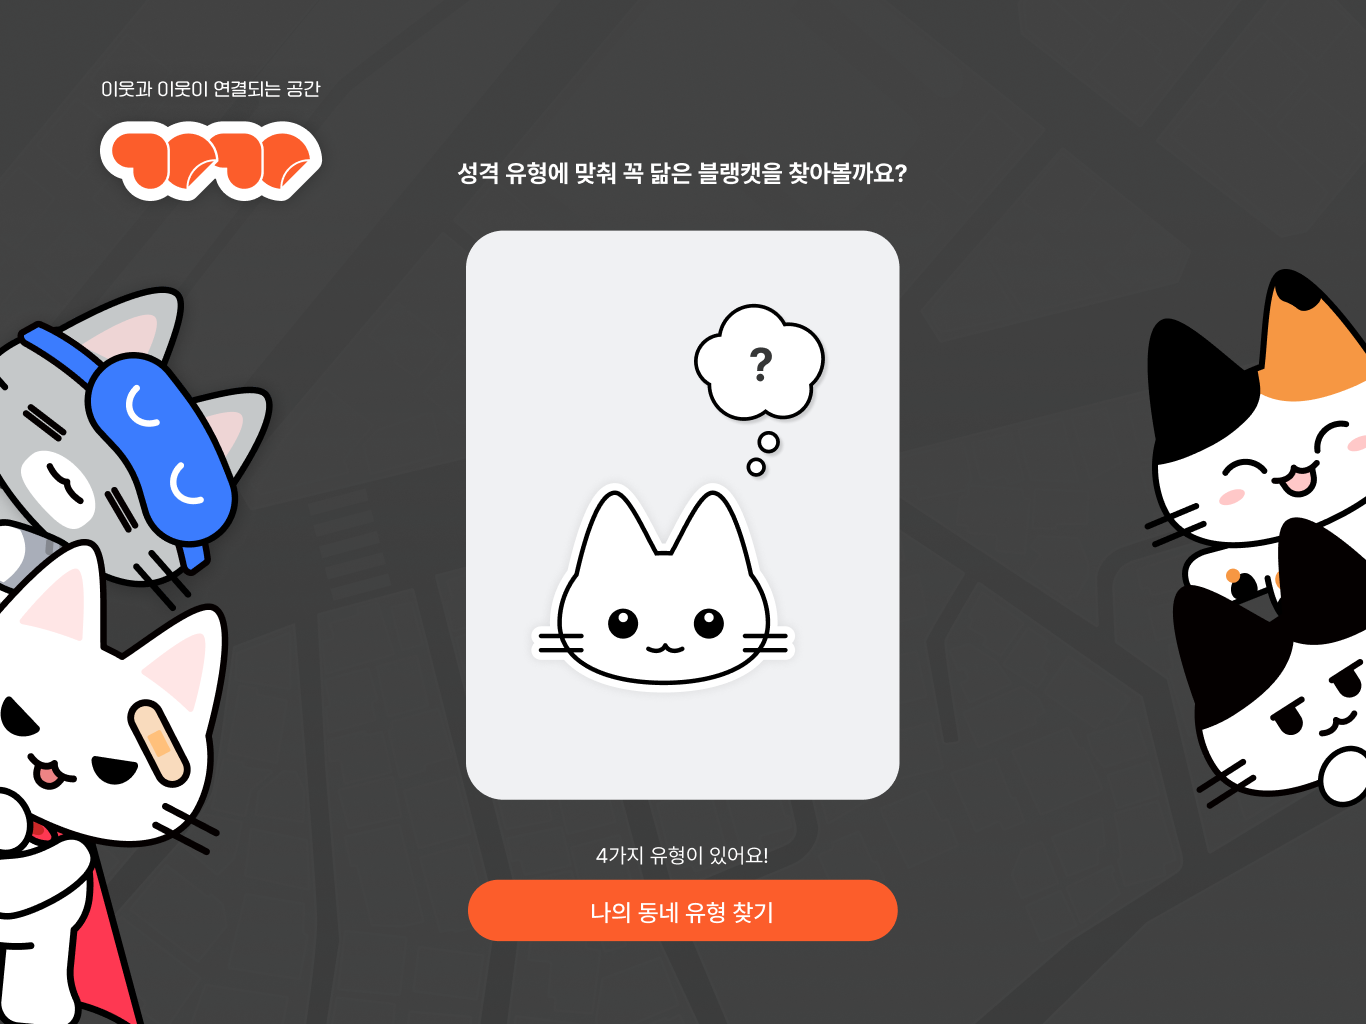 이웃과 이웃이 연결되는 공간
성격 유형에 맞춰 꼭 닮은 블랭캣을 찾아볼까요?
?
4가지 유형이 있어요!
나의 동네 유형 찾기